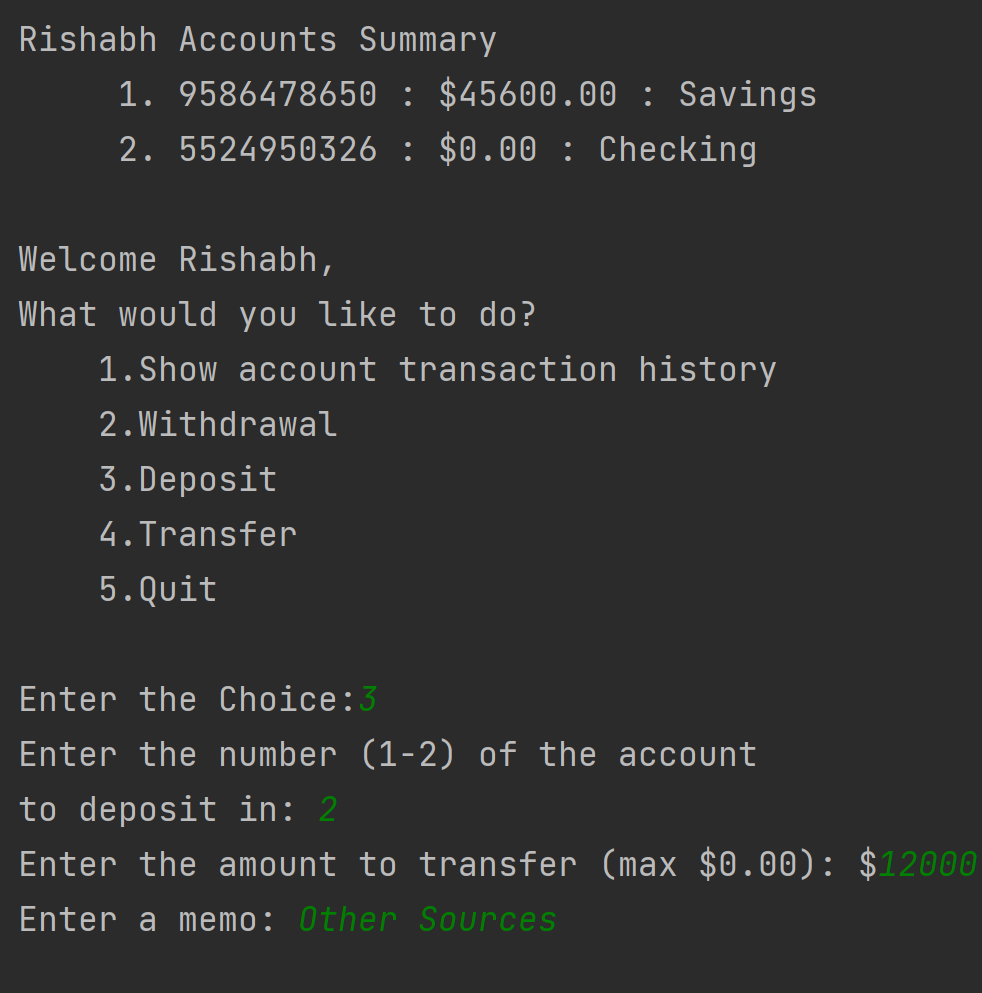 Rishabh Accounts Summary
1. 9586478650 : $45600.00 : Savings
2. 5524950326 : $0.00 : Checking
Welcome Rishabh,
What would you like to do?
1.Show account transaction history
2.Withdrawal
3.Deposit
4.Transfer
5.Quit
Enter the Choice:3
Enter the number (1-2) of the account
to deposit in: 2
Enter the amount to transfer (max $0.00): $12000
Enter a memo: Other Sources